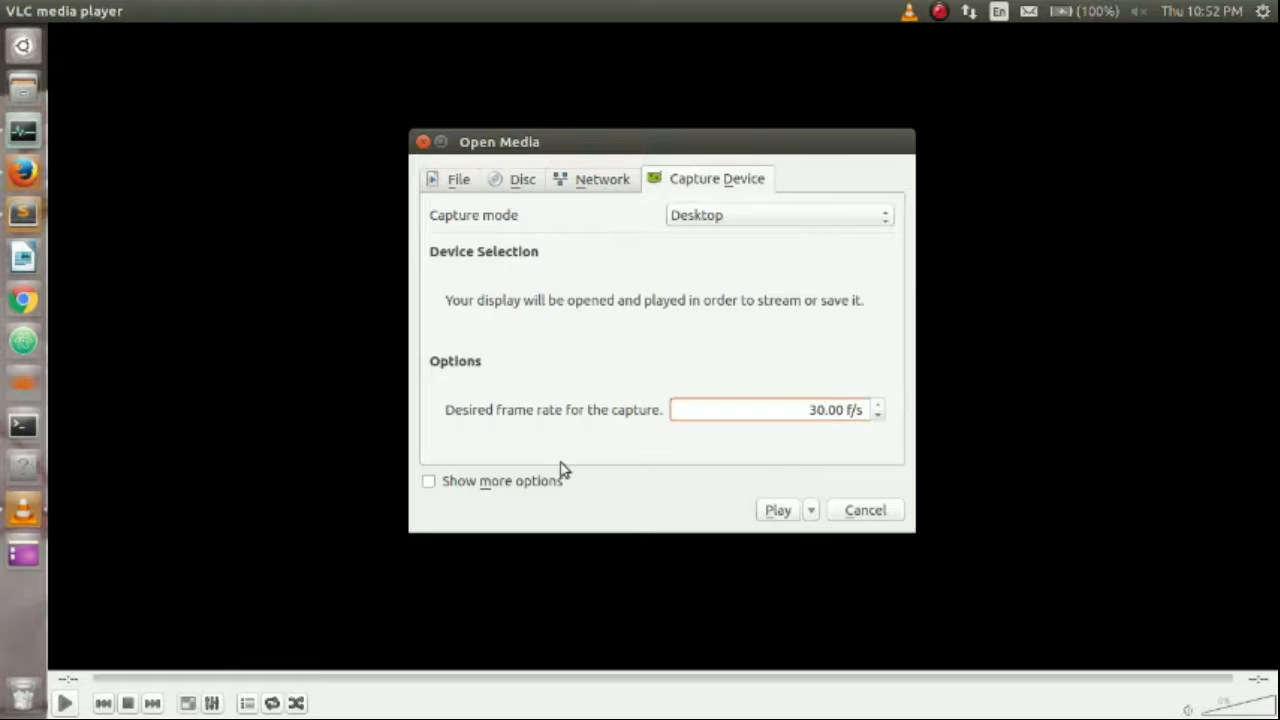 VLC media player
En
(100%)
Thu 10:52 PM
Open Media
File
Disc
Network
Capture Device
Capture mode
Desktop
Device Selection
Your display will be opened and played in order to stream or save it.
Options
Desired frame rate for the capture.
30.00 f/s
Show more options
Play
Cancel
--:--
--:--
0%